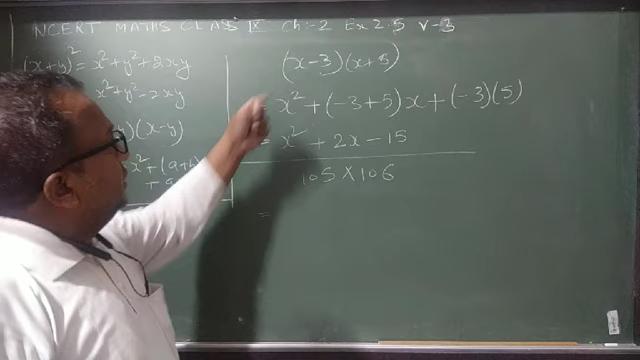 NCERT MATHS CLASS IX Ch:-2 Ex 2.5 V-3
(x+y)² = x²+y²+2xy
x²+y²-2xy
y)(x-y)
x²+(a+b)
+a
(x-3)(x+5)
= x²+(-3+5)x+(-3)(5)
= x² + 2x - 15
105 X 106
=